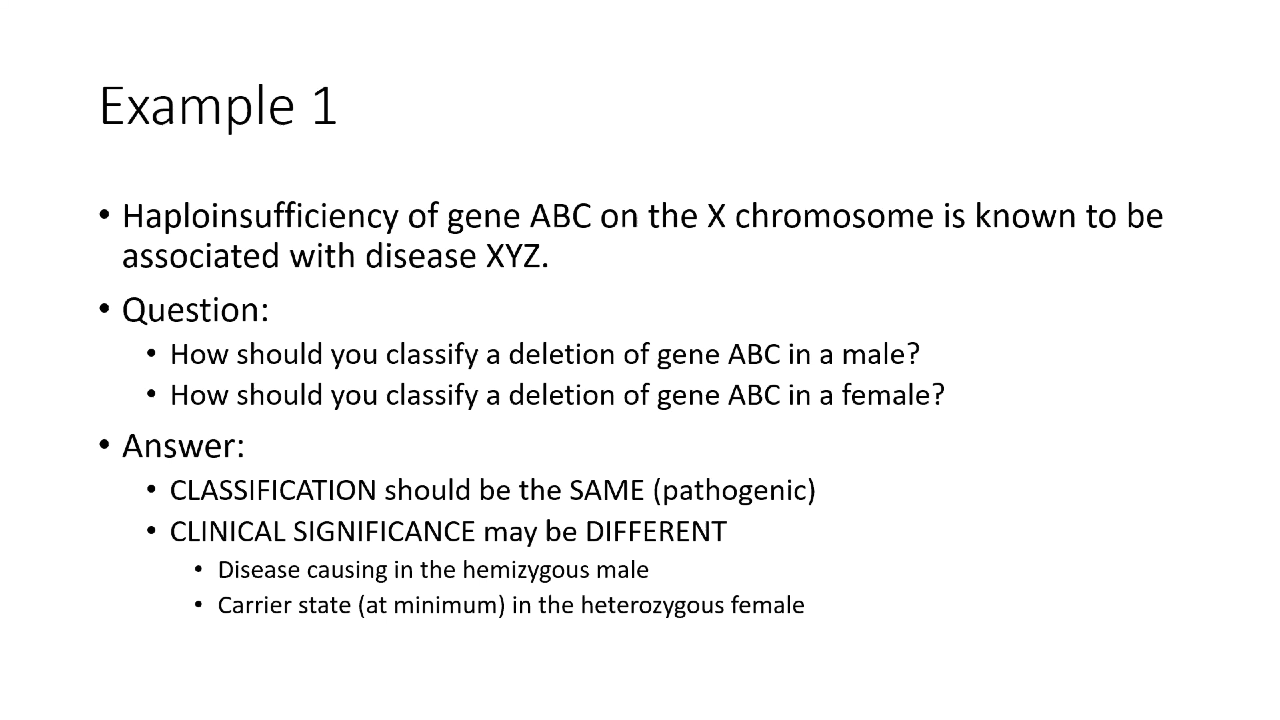 Example 1
• Haploinsufficiency of gene ABC on the X chromosome is known to be
associated with disease XYZ.
• Question:
• How should you classify a deletion of gene ABC in a male?
• How should you classify a deletion of gene ABC in a female?
• Answer:
• CLASSIFICATION should be the SAME (pathogenic)
• CLINICAL SIGNIFICANCE may be DIFFERENT
• Disease causing in the hemizygous male
• Carrier state (at minimum) in the heterozygous female